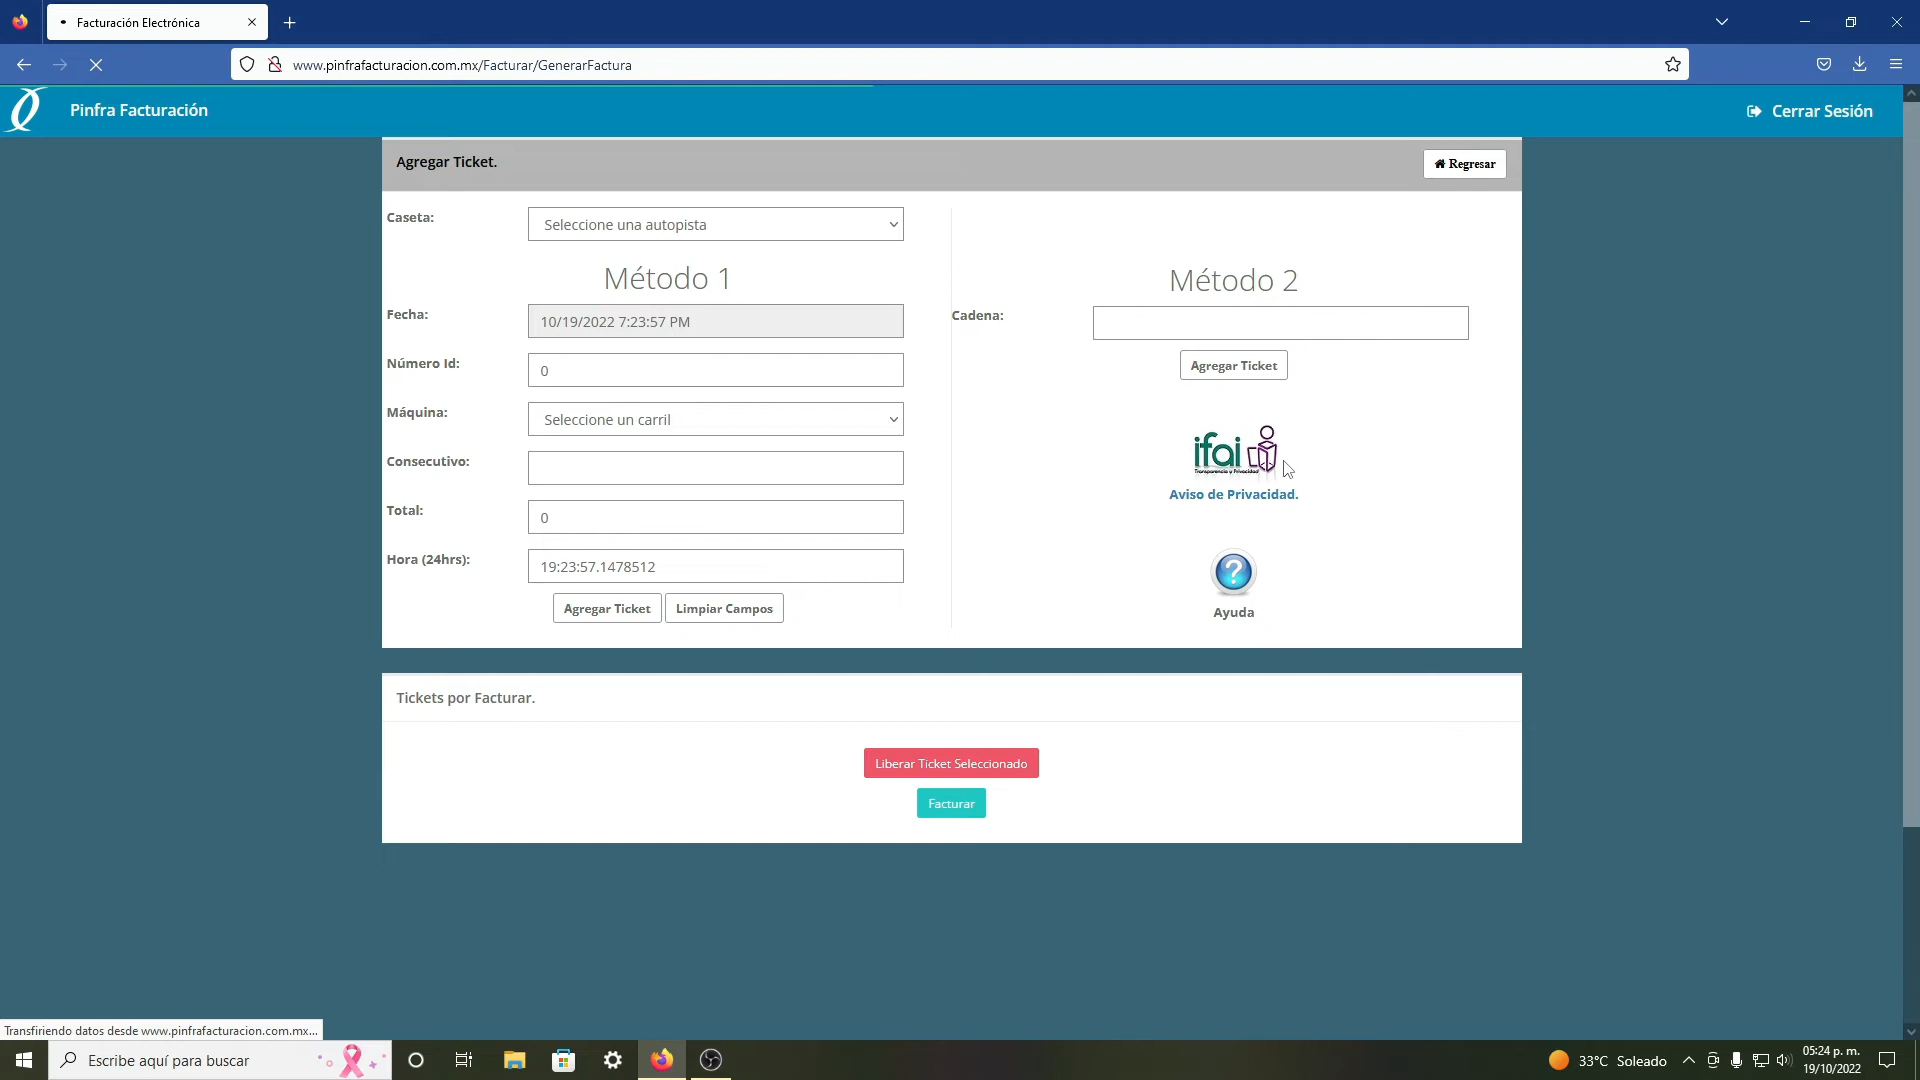 Facturación Electrónica
www.pinfrafacturacion.com.mx/Facturar/GenerarFactura
Pinfra Facturación
Cerrar Sesión
Agregar Ticket.
Regresar
Caseta:
Seleccione una autopista
Método 1
Método 2
Fecha:
10/19/2022 7:23:57 PM
Cadena:
Número Id:
0
Agregar Ticket
Máquina:
Seleccione un carril
ifai
Transparencia y Privacidad
Consecutivo:
Aviso de Privacidad.
Total:
0
Hora (24hrs):
19:23:57.1478512
?
Agregar Ticket
Limpiar Campos
Ayuda
Tickets por Facturar.
Liberar Ticket Seleccionado
Facturar
Transfiriendo datos desde www.pinfrafacturacion.com.mx...
Escribe aquí para buscar
33°C Soleado
05:24 p. m.
19/10/2022